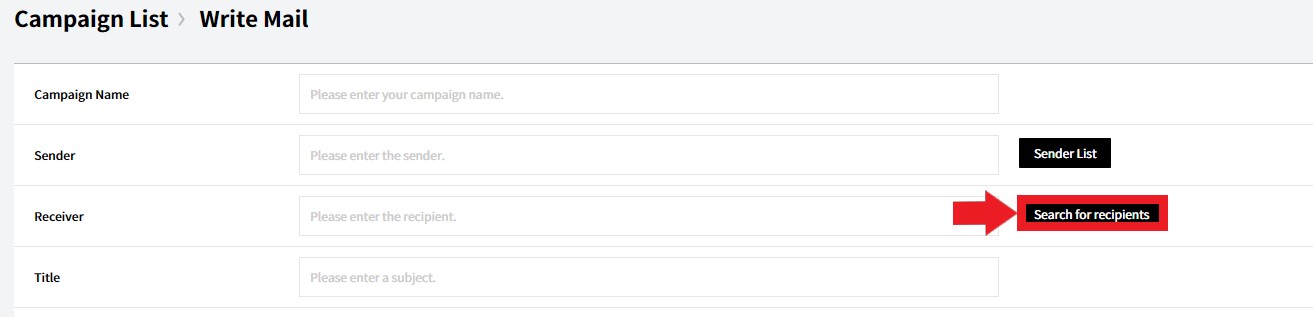 Campaign List > Write Mail
Campaign Name
Please enter your campaign name.
Sender
Please enter the sender.
Sender List
Receiver
Please enter the recipient.
Search for recipients
Title
Please enter a subject.